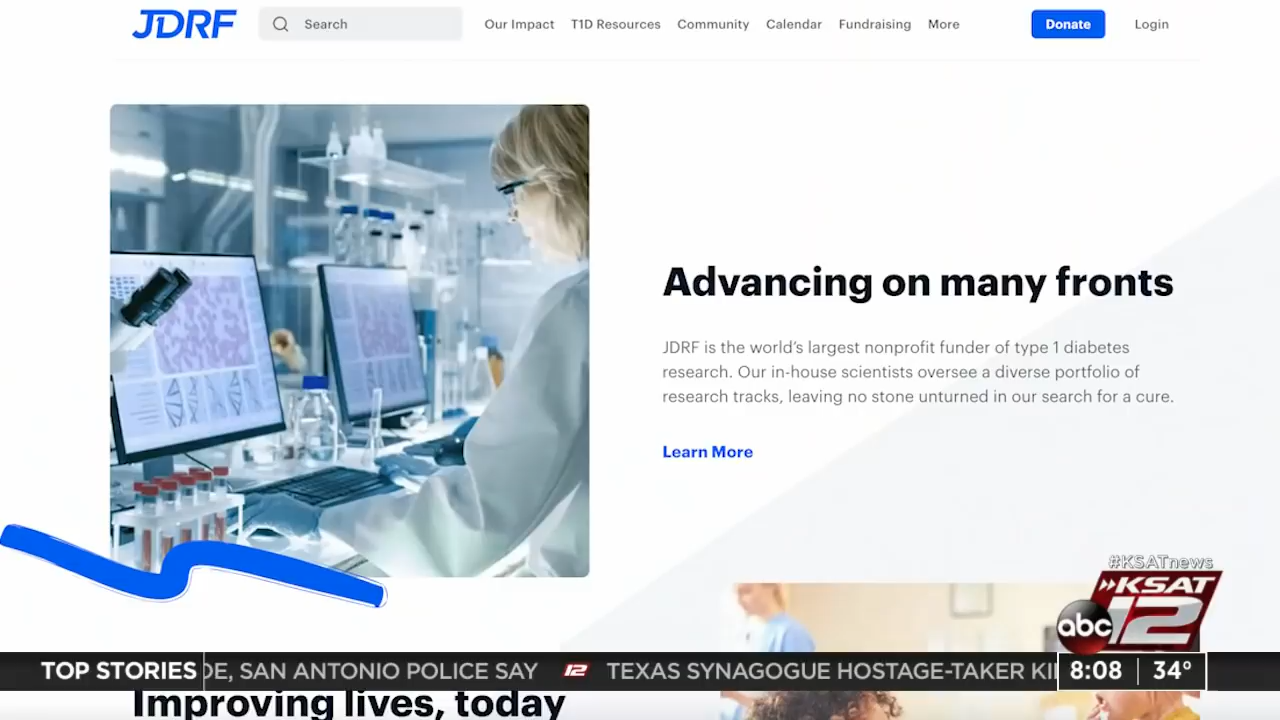 JDRF
Search
Our Impact
T1D Resources
Community
Calendar
Fundraising
More
Donate
Login
Advancing on many fronts
JDRF is the world's largest nonprofit funder of type 1 diabetes
research. Our in-house scientists oversee a diverse portfolio of
research tracks, leaving no stone unturned in our search for a cure.
Learn More
#KSATnews
KSAT
abc 12
TOP STORIES
SAN ANTONIO POLICE SAY 12 TEXAS SYNAGOGUE HOSTAGE-TAKER
8:08 34°
Improving lives, today